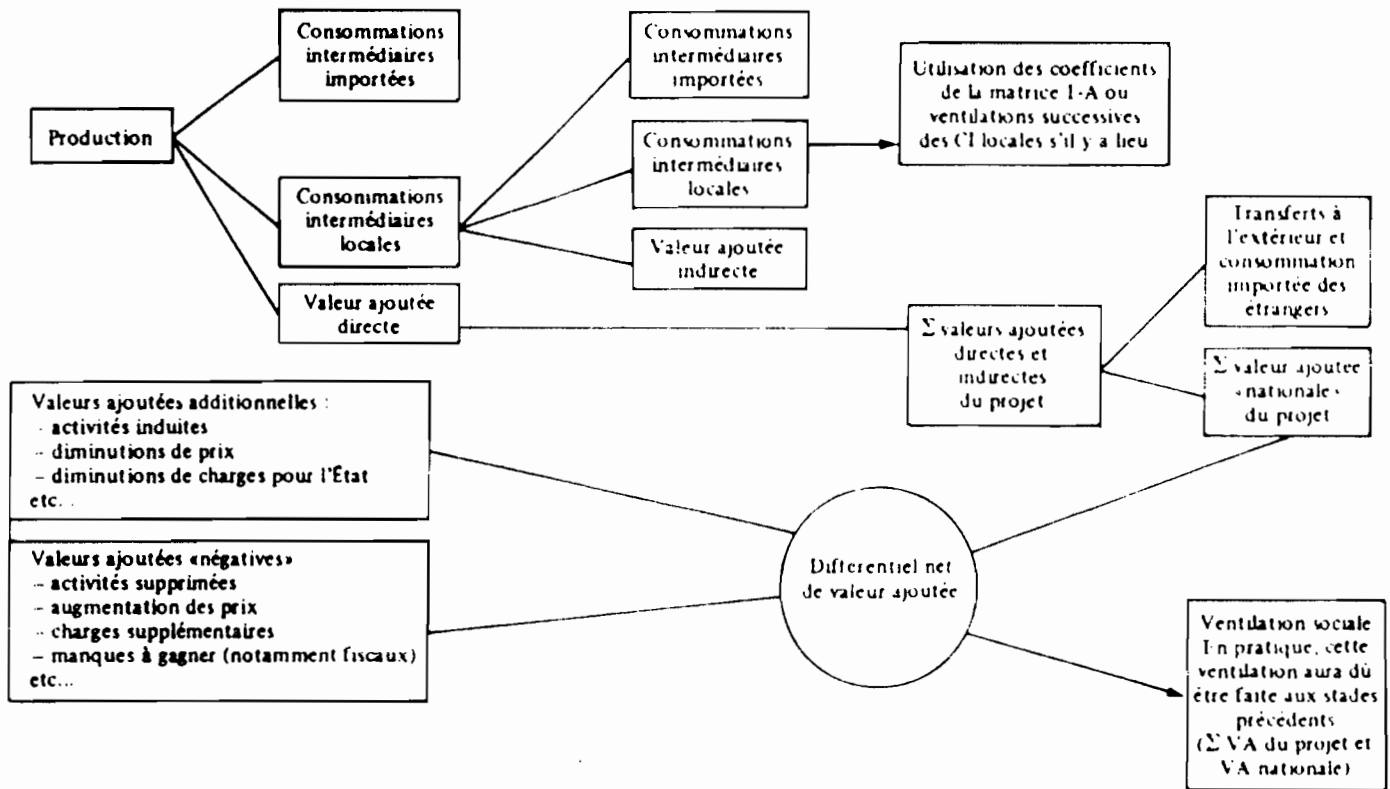 Production
Consommations
intermédiaires
importées
Consommations
intermédiaires
locales
Valeur ajoutée
directe
Consommations
intermédiaires
importées
Consommations
intermédiaires
locales
Valeur ajoutée
indirecte
Utilisation des coefficients
de la matrice I-A ou
ventilations successives
des CI locales s'il y a lieu
Σ valeurs ajoutées
directes et
indirectes
du projet
Transferts à
l'extérieur et
consommation
importée des
étrangers
Σ valeur ajoutée
«nationale»
du projet
Valeurs ajoutées additionnelles :
– activités induites
– diminutions de prix
– diminutions de charges pour l'État
etc...
Valeurs ajoutées «négatives»
– activités supprimées
– augmentation des prix
– charges supplémentaires
– manques à gagner (notamment fiscaux)
etc...
Différentiel net
de valeur ajoutée
Ventilation sociale
En pratique, cette
ventilation aura dû
être faite aux stades
précédents
(Σ VA du projet et
VA nationale)